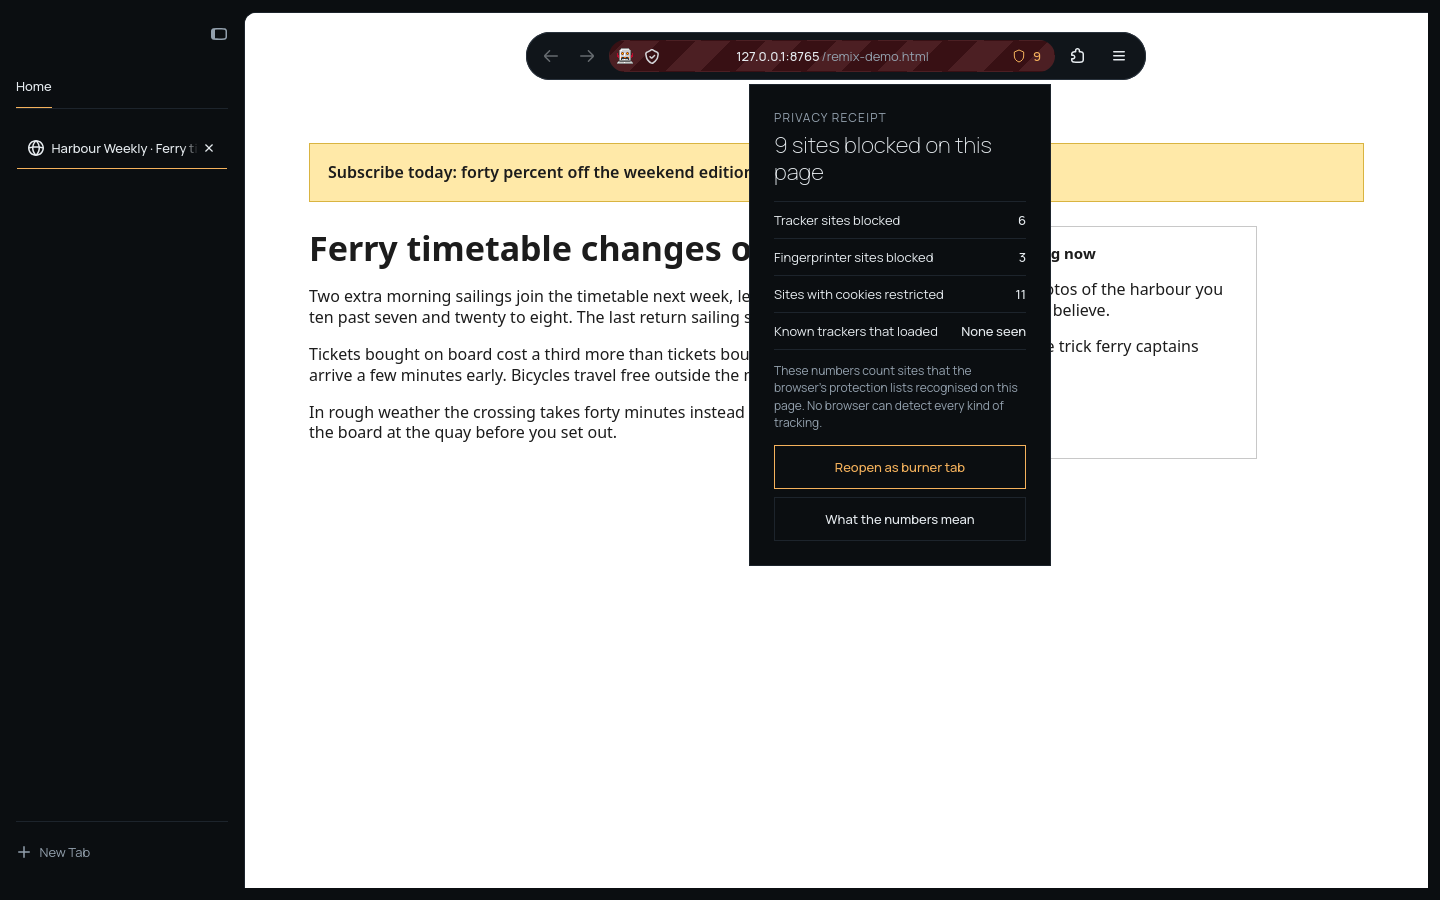 Home
Harbour Weekly · Ferry
New Tab
127.0.0.1:8765/remix-demo.html
9
Subscribe today: forty percent off the weekend edition
Ferry timetable changes
Two extra morning sailings join the timetable next week,
ten past seven and twenty to eight. The last return sailing
Tickets bought on board cost a third more than tickets
arrive a few minutes early. Bicycles travel free outside the
In rough weather the crossing takes forty minutes instead
the board at the quay before you set out.
PRIVACY RECEIPT
9 sites blocked on this
page
Tracker sites blocked 6
Fingerprinter sites blocked 3
Sites with cookies restricted 11
Known trackers that loaded None seen
These numbers count sites that the
browser's protection lists recognised on this
page. No browser can detect every kind of
tracking.
Reopen as burner tab
What the numbers mean
now
of the harbour you
believe.
trick ferry captains